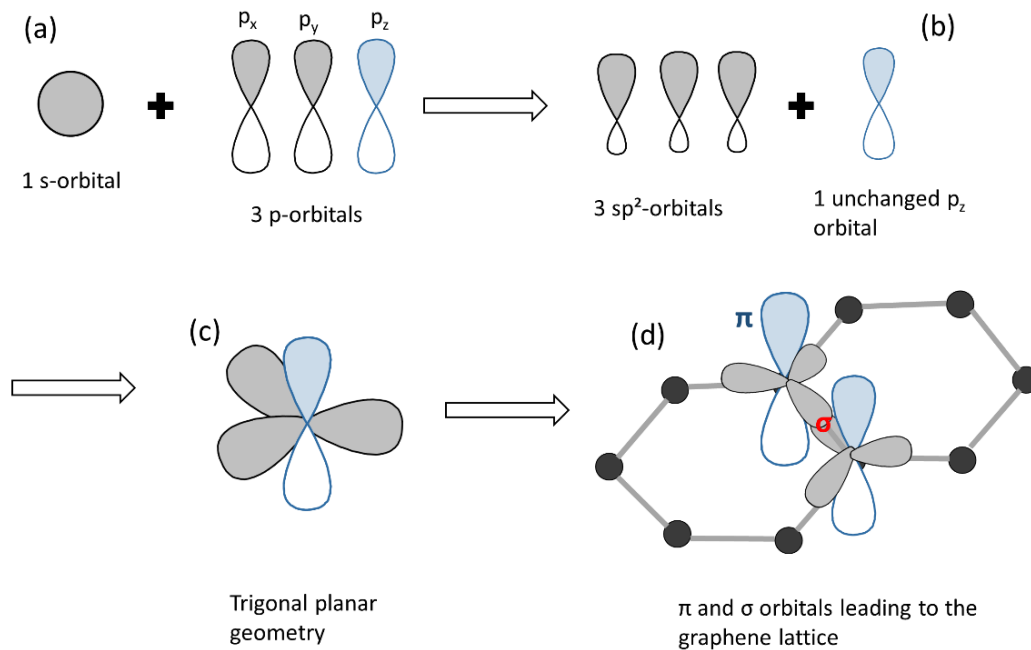 (a)
pₓ
pᵧ
p_z
(b)
1 s-orbital
3 p-orbitals
3 sp²-orbitals
1 unchanged p_z
orbital
(c)
Trigonal planar
geometry
(d)
π
σ
π and σ orbitals leading to the
graphene lattice